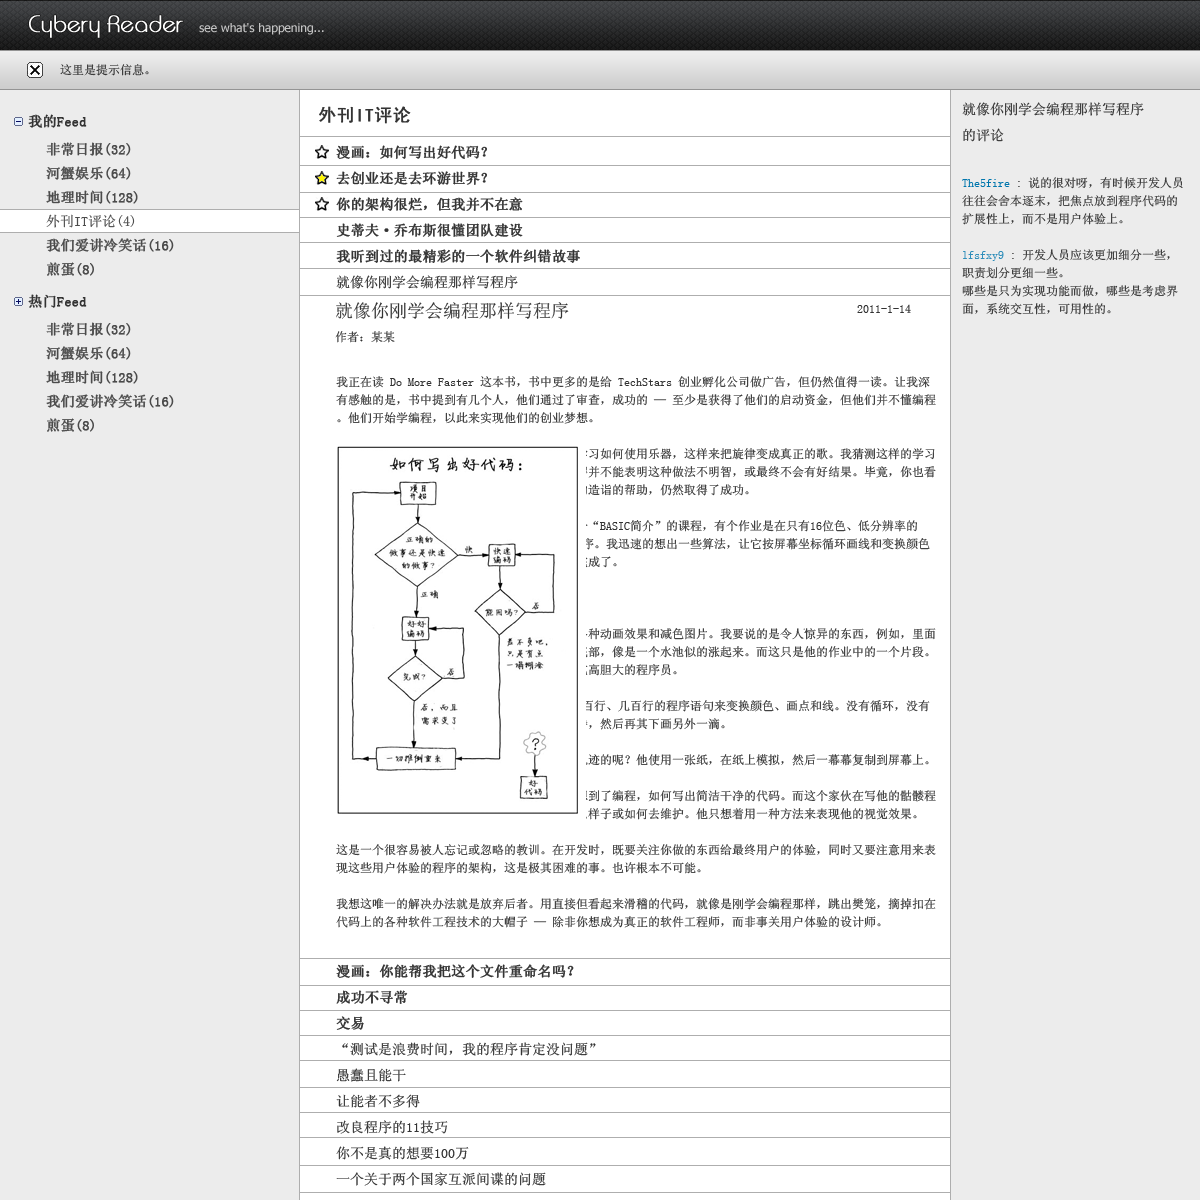 Cybery Reader see what's happening...
这里是提示信息。
我的Feed
非常日报(32)
河蟹娱乐(64)
地理时间(128)
外刊IT评论(4)
我们爱讲冷笑话(16)
煎蛋(8)
热门Feed
非常日报(32)
河蟹娱乐(64)
地理时间(128)
我们爱讲冷笑话(16)
煎蛋(8)
外刊IT评论
漫画: 如何写出好代码?
去创业还是去环游世界?
你的架构很烂，但我并不在意
史蒂夫·乔布斯很懂团队建设
我听到过的最精彩的一个软件纠错故事
就像你刚学会编程那样写程序
就像你刚学会编程那样写程序 2011-1-14
作者: 某某
我正在读 Do More Faster 这本书，书中更多的是给 TechStars 创业孵化公司做广告，但仍然值得一读。让我深
有感触的是，书中提到有几个人，他们通过了审查，成功的 — 至少是获得了他们的启动资金，但他们并不懂编程
。他们开始学编程，以此来实现他们的创业梦想。
习如何使用乐器，这样来把旋律变成真正的歌。我猜测这样的学习
并不能表明这种做法不明智，或最终不会有好结果。毕竟，你也看
造诣的帮助，仍然取得了成功。
“BASIC简介”的课程，有个作业是在只有16位色、低分辨率的
序。我迅速的想出一些算法，让它按屏幕坐标循环画线和变换颜色
成了。
种动画效果和减色图片。我要说的是令人惊异的东西，例如，里面
部，像是一个水池似的涨起来。而这只是他的作业中的一个片段。
高胆大的程序员。
百行、几百行的程序语句来变换颜色、画点和线。没有循环，没有
，然后再其下画另外一滴。
迹的呢? 他使用一张纸，在纸上模拟，然后一幕幕复制到屏幕上。
到了编程，如何写出简洁干净的代码。而这个家伙在写他的骷髅程
样子或如何去维护。他只想着用一种方法来表现他的视觉效果。
如何写出好代码:
项目
开始
正确的
做事还是快速
的做事?
快
快速
编码
正确
能用吗?
否
好好
编码
差不多吧，
只是有点
一塌糊涂
完成?
否
否，而且
需求变了
一切推倒重来
?
好
代码
这是一个很容易被人忘记或忽略的教训。在开发时，既要关注你做的东西给最终用户的体验，同时又要注意用来表
现这些用户体验的程序的架构，这是极其困难的事。也许根本不可能。
我想这唯一的解决办法就是放弃后者。用直接但看起来滑稽的代码，就像是刚学会编程那样，跳出樊笼，摘掉扣在
代码上的各种软件工程技术的大帽子 — 除非你想成为真正的软件工程师，而非事关用户体验的设计师。
漫画: 你能帮我把这个文件重命名吗?
成功不寻常
交易
“测试是浪费时间，我的程序肯定没问题”
愚蠢且能干
让能者不多得
改良程序的11技巧
你不是真的想要100万
一个关于两个国家互派间谍的问题
就像你刚学会编程那样写程序
的评论
The5fire : 说的很对呀，有时候开发人员
往往会舍本逐末，把焦点放到程序代码的
扩展性上，而不是用户体验上。
lfsfxy9 : 开发人员应该更加细分一些，
职责划分更细一些。
哪些是只为实现功能而做，哪些是考虑界
面，系统交互性，可用性的。